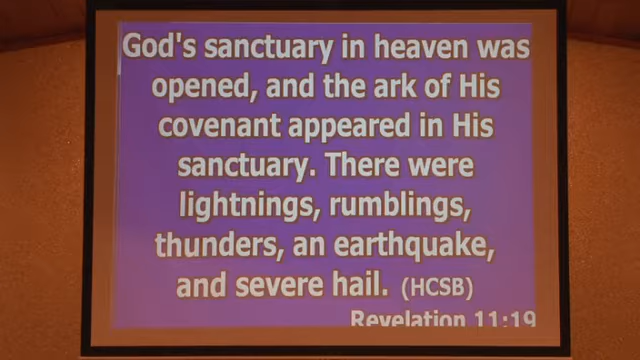 God's sanctuary in heaven was
opened, and the ark of His
covenant appeared in His
sanctuary. There were
lightnings, rumblings,
thunders, an earthquake,
and severe hail. (HCSB)
Revelation 11:19